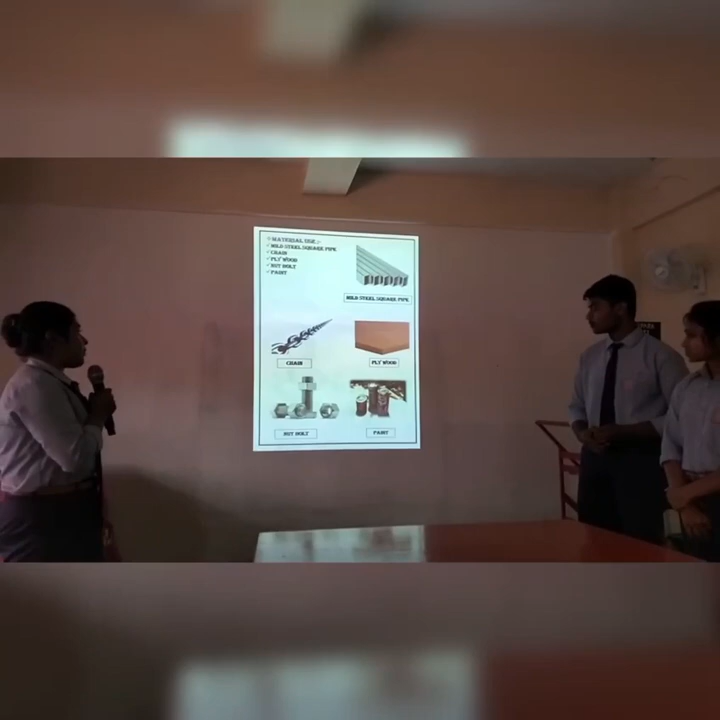 MATERIAL USE :-
MILD STEEL SQUARE PIPE
CHAIN
PLY WOOD
NUT BOLT
PAINT
MILD STEEL SQUARE PIPE
CHAIN
PLY WOOD
NUT BOLT
PAINT